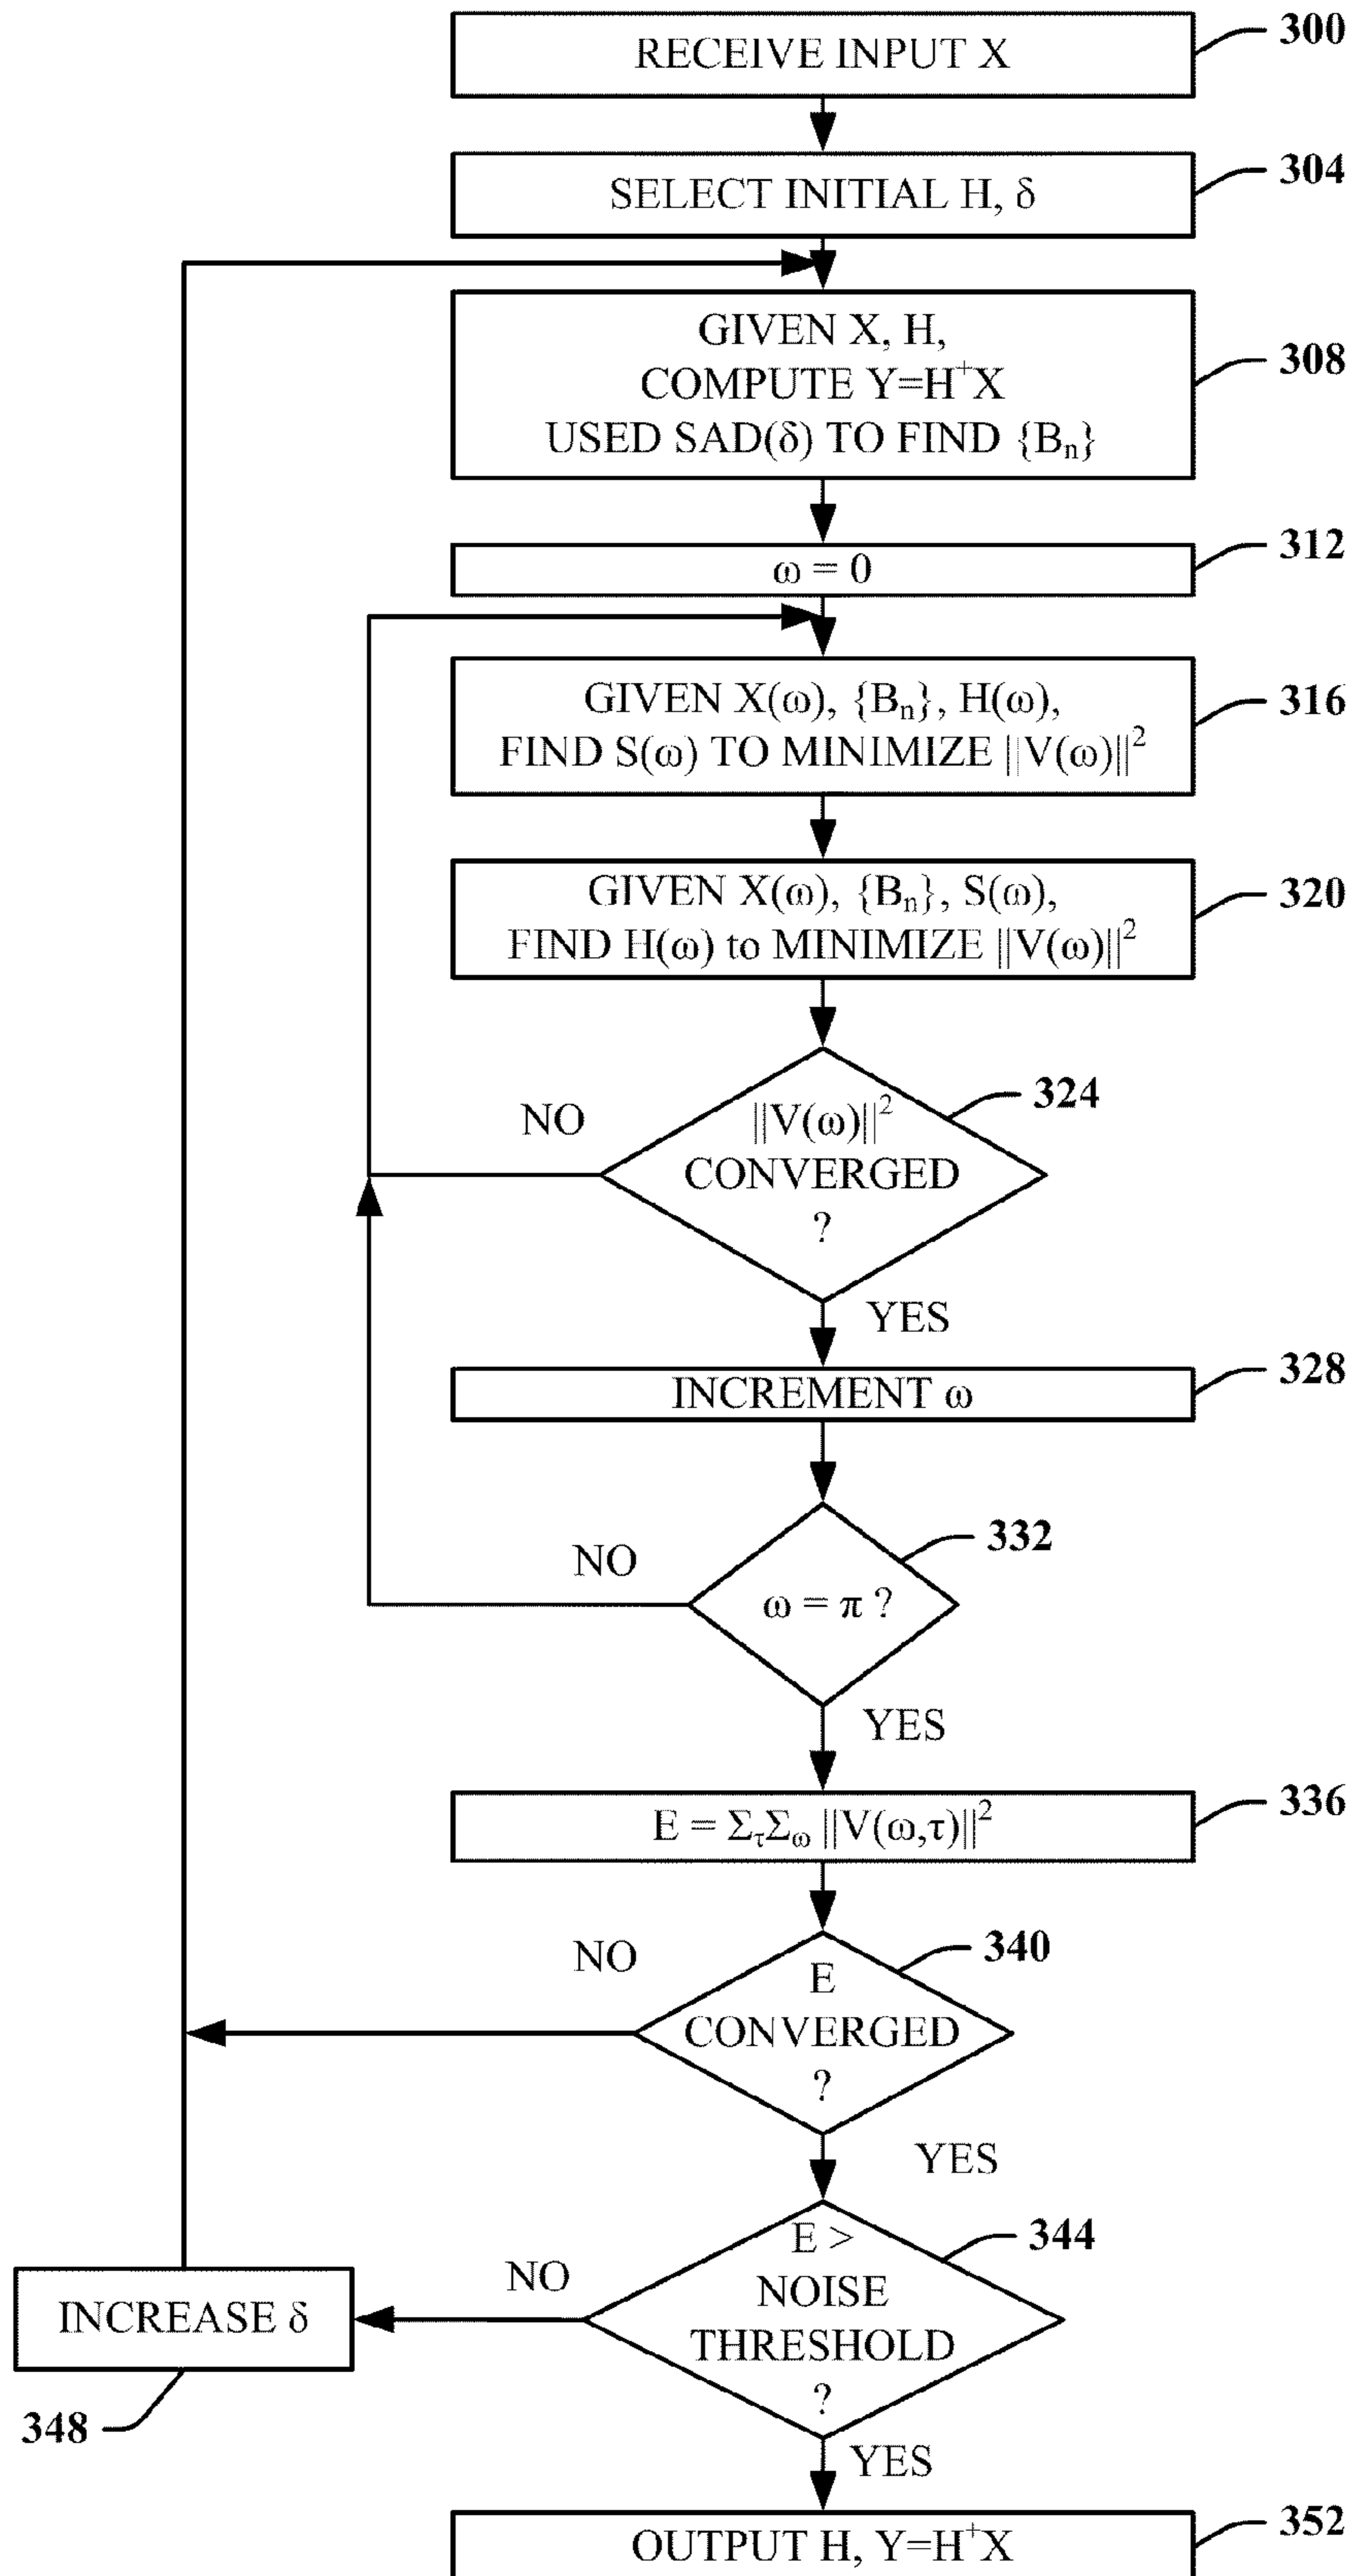 RECEIVE INPUT X
300
SELECT INITIAL H, δ
304
GIVEN X, H,
COMPUTE Y=H⁺X
USED SAD(δ) TO FIND {Bₙ}
308
ω = 0
312
GIVEN X(ω), {Bₙ}, H(ω),
FIND S(ω) TO MINIMIZE ||V(ω)||²
316
GIVEN X(ω), {Bₙ}, S(ω),
FIND H(ω) to MINIMIZE ||V(ω)||²
320
||V(ω)||²
CONVERGED
?
324
NO
YES
INCREMENT ω
328
ω = π ?
332
NO
YES
E = Σ_τΣ_ω ||V(ω,τ)||²
336
E
CONVERGED
?
340
NO
YES
E >
NOISE
THRESHOLD
?
344
NO
INCREASE δ
348
YES
OUTPUT H, Y=H⁺X
352